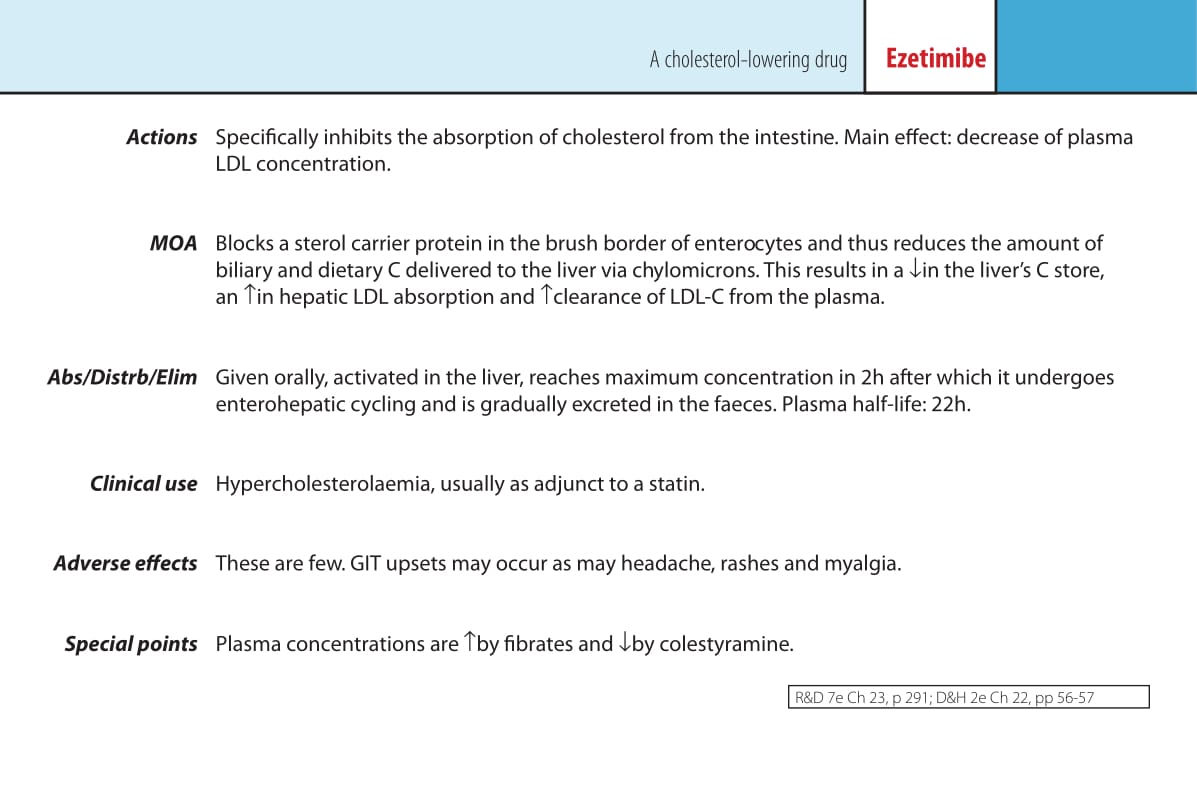 A cholesterol-lowering drug Ezetimibe
Actions Specifically inhibits the absorption of cholesterol from the intestine. Main effect: decrease of plasma
LDL concentration.
MOA Blocks a sterol carrier protein in the brush border of enterocytes and thus reduces the amount of
biliary and dietary C delivered to the liver via chylomicrons. This results in a ↓in the liver’s C store,
an ↑in hepatic LDL absorption and ↑clearance of LDL-C from the plasma.
Abs/Distrb/Elim Given orally, activated in the liver, reaches maximum concentration in 2h after which it undergoes
enterohepatic cycling and is gradually excreted in the faeces. Plasma half-life: 22h.
Clinical use Hypercholesterolaemia, usually as adjunct to a statin.
Adverse effects These are few. GIT upsets may occur as may headache, rashes and myalgia.
Special points Plasma concentrations are ↑by fibrates and ↓by colestyramine.
R&D 7e Ch 23, p 291; D&H 2e Ch 22, pp 56-57